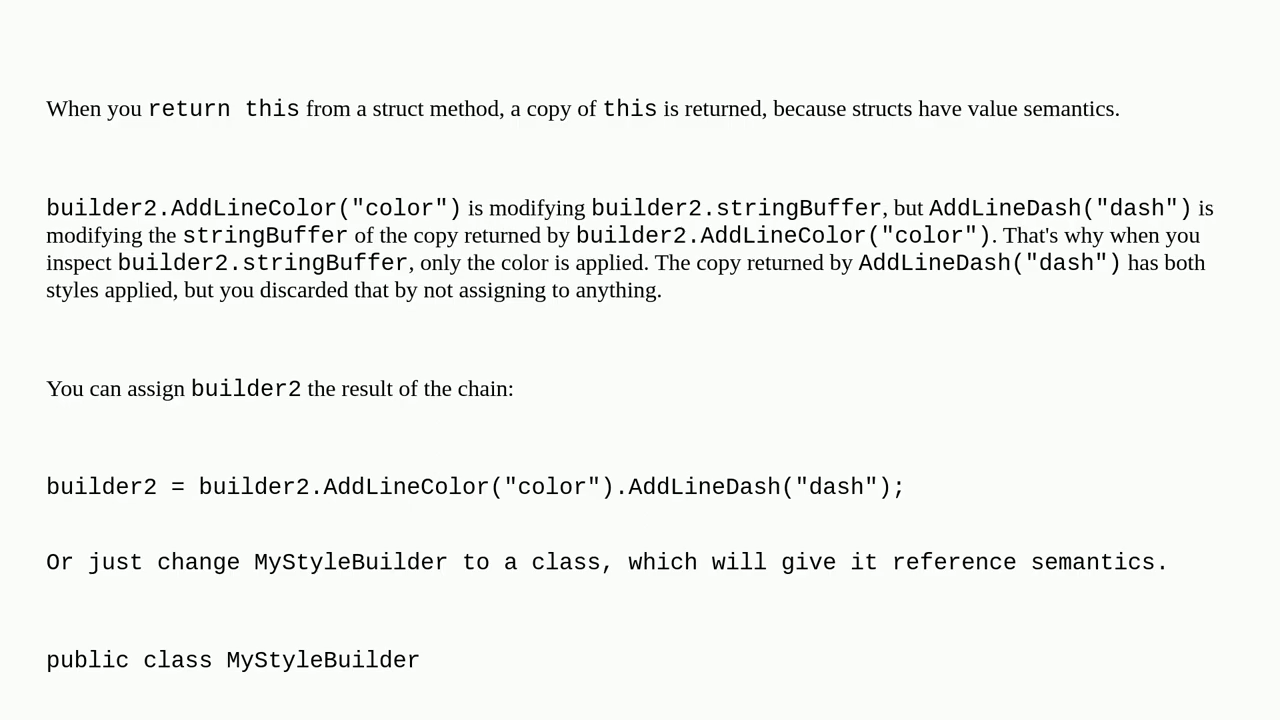 When you return this from a struct method, a copy of this is returned, because structs have value semantics.
builder2.AddLineColor("color") is modifying builder2.stringBuffer, but AddLineDash("dash") is
modifying the stringBuffer of the copy returned by builder2.AddLineColor("color"). That's why when you
inspect builder2.stringBuffer, only the color is applied. The copy returned by AddLineDash("dash") has both
styles applied, but you discarded that by not assigning to anything.
You can assign builder2 the result of the chain:
builder2 = builder2.AddLineColor("color").AddLineDash("dash");
Or just change MyStyleBuilder to a class, which will give it reference semantics.
public class MyStyleBuilder